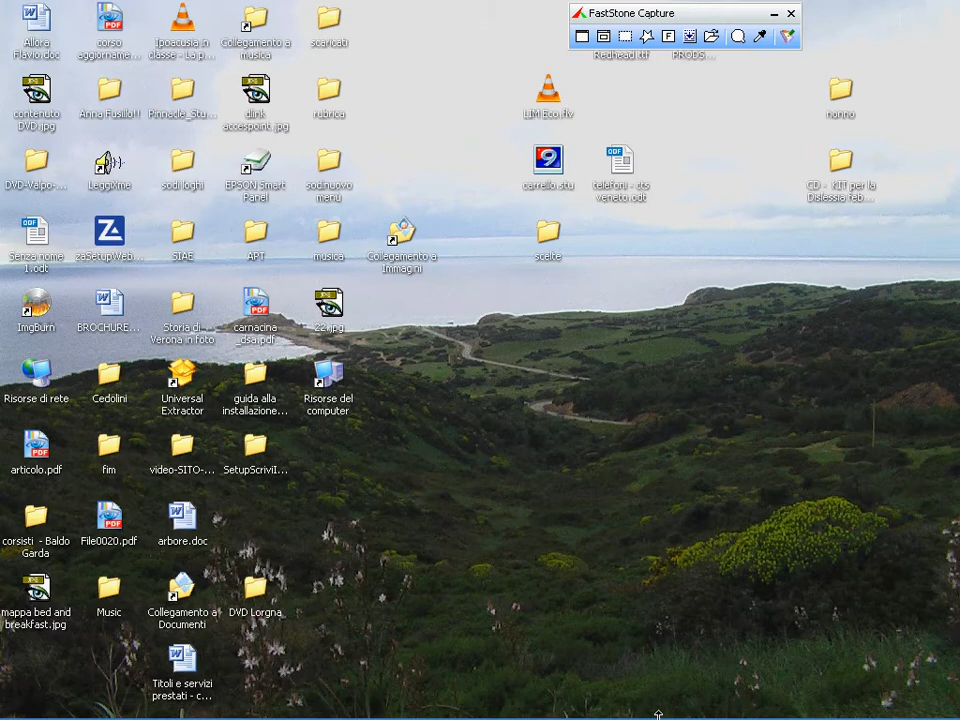 FastStone Capture
Allora
Flavio.doc
corso
aggiorname...
Ipoacusia in
classe - La p...
Collegamento a
musica
scaricati
Redhead.ttf
PRODS...
contenuto
DVD.jpg
Anna Fusillo!!
Pinnacle_Stu...
dlink
accespoint.jpg
rubrica
LIM Eco.flv
nonno
DVD-Valpo-...
LeggiXme
sodi loghi
EPSON Smart
Panel
sodinuovo
menù
carrello.stu
telefoni - cts
veneto.odt
CD - KIT per la
Dislessia feb...
Senza nome
1.odt
zaSetupWeb...
SIAE
APT
musica
Collegamento a
Immagini
scelte
ImgBurn
BROCHURE...
Storia di
Verona in foto
carnacina
_dsa.pdf
22.jpg
Risorse di rete
Cedolini
Universal
Extractor
guida alla
installazione...
Risorse del
computer
articolo.pdf
fim
video-SITO-...
SetupScriviI...
corsisti - Baldo
Garda
File0020.pdf
arbore.doc
mappa bed and
breakfast.jpg
Music
Collegamento a
Documenti
DVD Lorgna
Titoli e servizi
prestati - c...